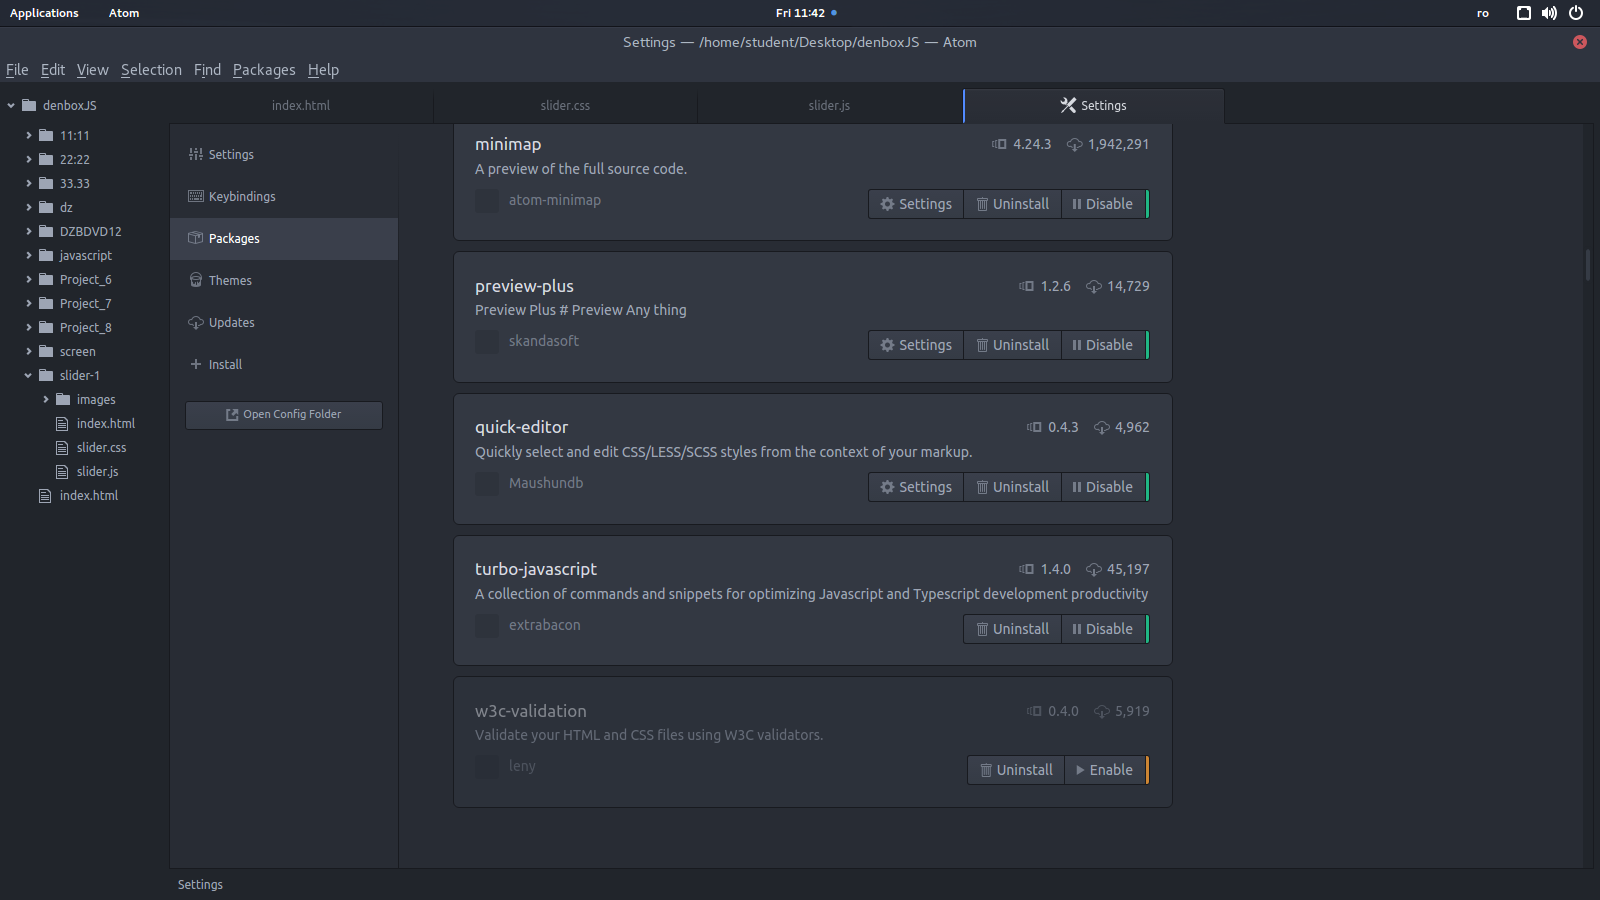 Applications Atom Fri 11:42 ro
Settings — /home/student/Desktop/denboxJS — Atom
File Edit View Selection Find Packages Help
denboxJS
11:11
22:22
33.33
dz
DZBDVD12
javascript
Project_6
Project_7
Project_8
screen
slider-1
images
index.html
slider.css
slider.js
index.html
index.html slider.css slider.js Settings
Settings
Keybindings
Packages
Themes
Updates
Install
Open Config Folder
minimap 4.24.3 1,942,291
A preview of the full source code.
atom-minimap Settings Uninstall Disable
preview-plus 1.2.6 14,729
Preview Plus # Preview Any thing
skandasoft Settings Uninstall Disable
quick-editor 0.4.3 4,962
Quickly select and edit CSS/LESS/SCSS styles from the context of your markup.
Maushundb Settings Uninstall Disable
turbo-javascript 1.4.0 45,197
A collection of commands and snippets for optimizing Javascript and Typescript development productivity
extrabacon Uninstall Disable
w3c-validation 0.4.0 5,919
Validate your HTML and CSS files using W3C validators.
leny Uninstall Enable
Settings